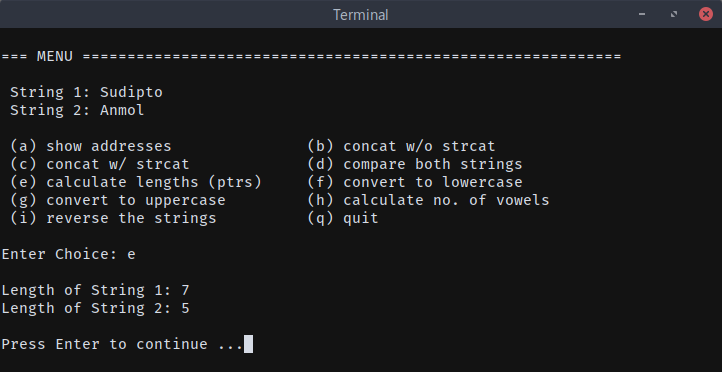 Terminal
=== MENU ============================================================
String 1: Sudipto
String 2: Anmol
(a) show addresses (b) concat w/o strcat
(c) concat w/ strcat (d) compare both strings
(e) calculate lengths (ptrs) (f) convert to lowercase
(g) convert to uppercase (h) calculate no. of vowels
(i) reverse the strings (q) quit
Enter Choice: e
Length of String 1: 7
Length of String 2: 5
Press Enter to continue ...